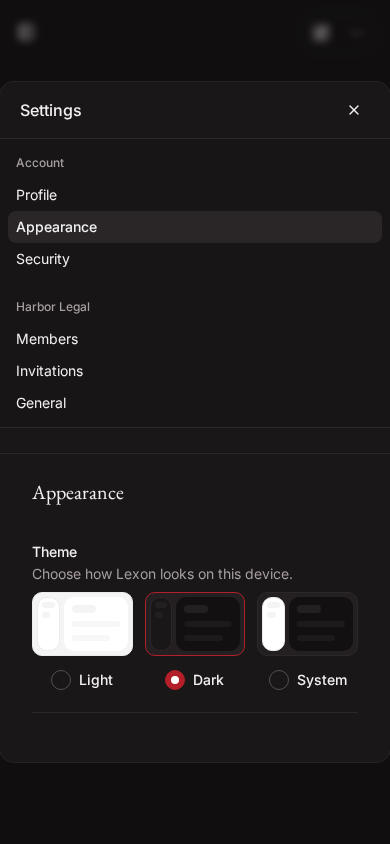 Settings
Account
Profile
Appearance
Security
Harbor Legal
Members
Invitations
General
Appearance
Theme
Choose how Lexon looks on this device.
Light
Dark
System